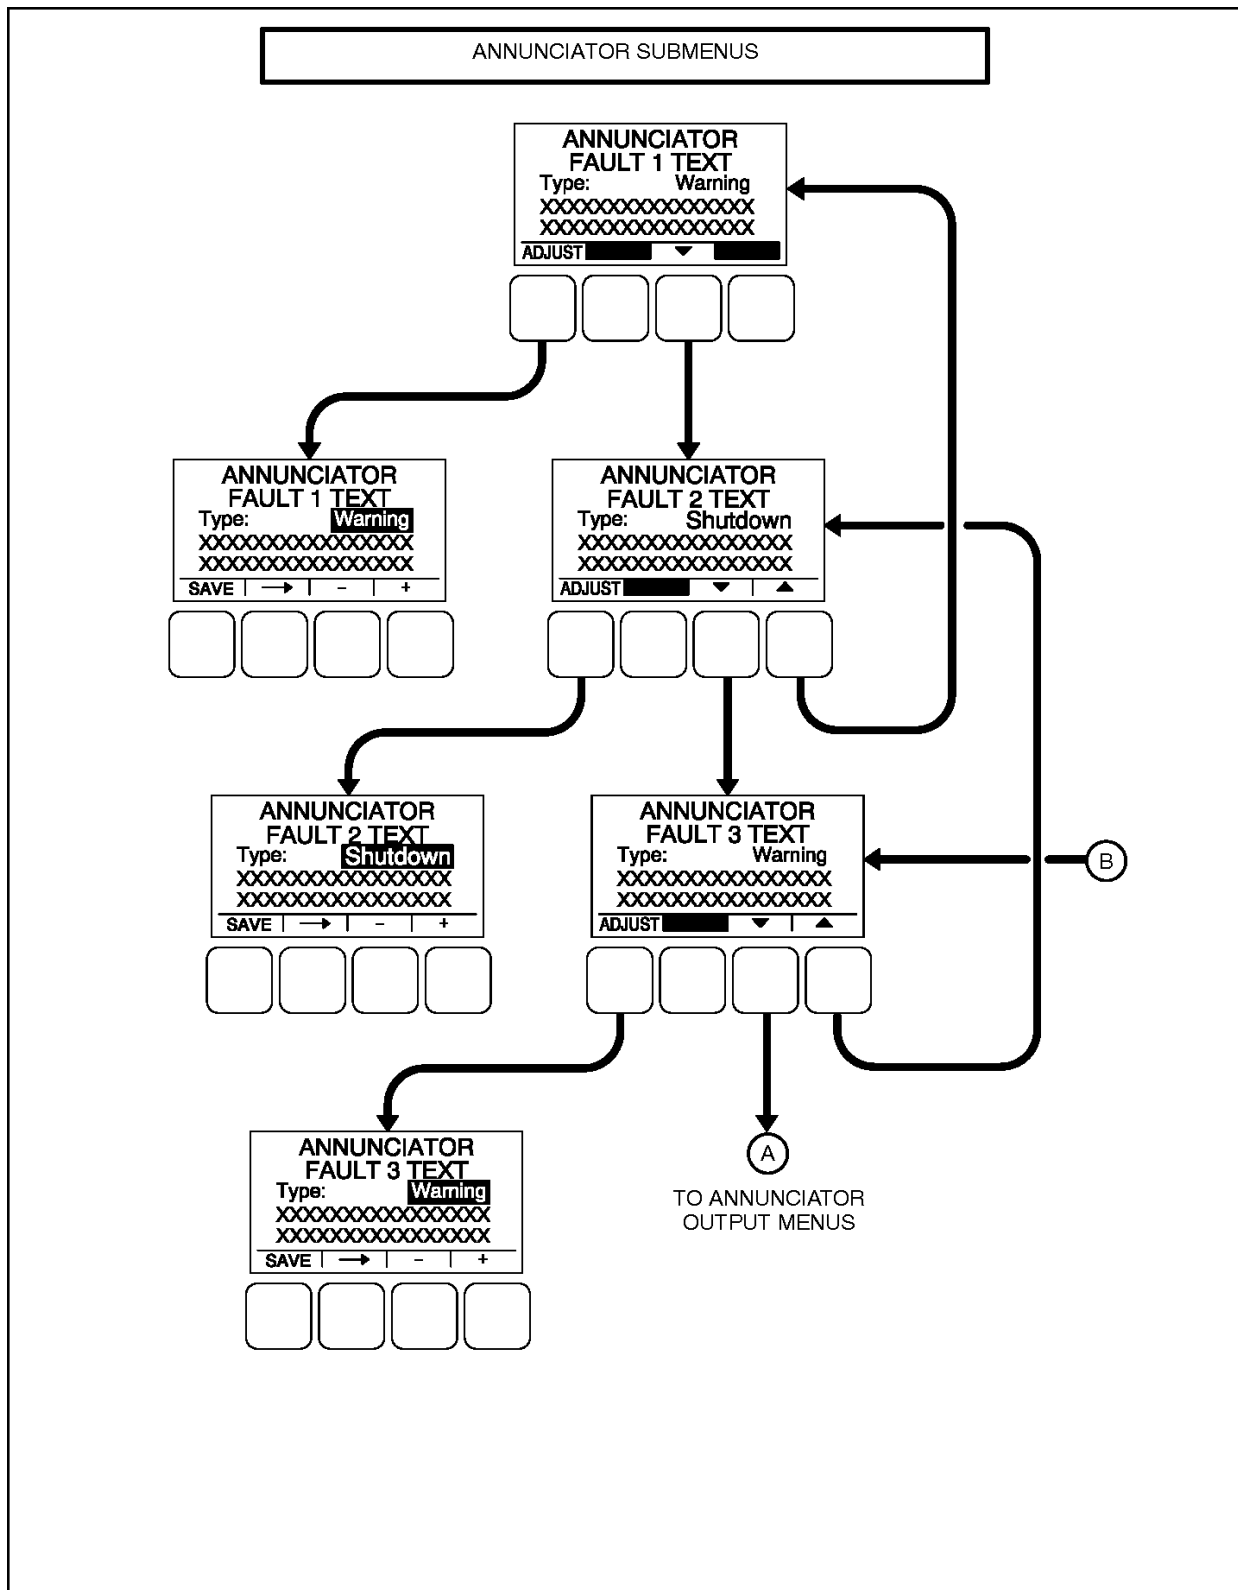 ANNUNCIATOR SUBMENUS
ANNUNCIATOR
FAULT 1 TEXT
Type: Warning
XXXXXXXXXXXXXXXX
XXXXXXXXXXXXXXXX
ADJUST
ANNUNCIATOR
FAULT 1 TEXT
Type: Warning
XXXXXXXXXXXXXXXX
XXXXXXXXXXXXXXXX
SAVE → - +
ANNUNCIATOR
FAULT 2 TEXT
Type: Shutdown
XXXXXXXXXXXXXXXX
XXXXXXXXXXXXXXXX
ADJUST
ANNUNCIATOR
FAULT 2 TEXT
Type: Shutdown
XXXXXXXXXXXXXXXX
XXXXXXXXXXXXXXXX
SAVE → - +
ANNUNCIATOR
FAULT 3 TEXT
Type: Warning
XXXXXXXXXXXXXXXX
XXXXXXXXXXXXXXXX
ADJUST
B
ANNUNCIATOR
FAULT 3 TEXT
Type: Warning
XXXXXXXXXXXXXXXX
XXXXXXXXXXXXXXXX
SAVE → - +
A
TO ANNUNCIATOR
OUTPUT MENUS